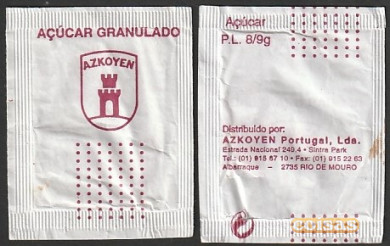 AÇÚCAR GRANULADO
AZKOYEN
Açúcar
P.L. 8/9g
Distribuído por:
AZKOYEN Portugal, Lda.
Estrada Nacional 249.4 • Sintra Park
Tel.: (01) 915 87 10 • Fax: (01) 915 22 63
Albarraque - 2735 RIO DE MOURO